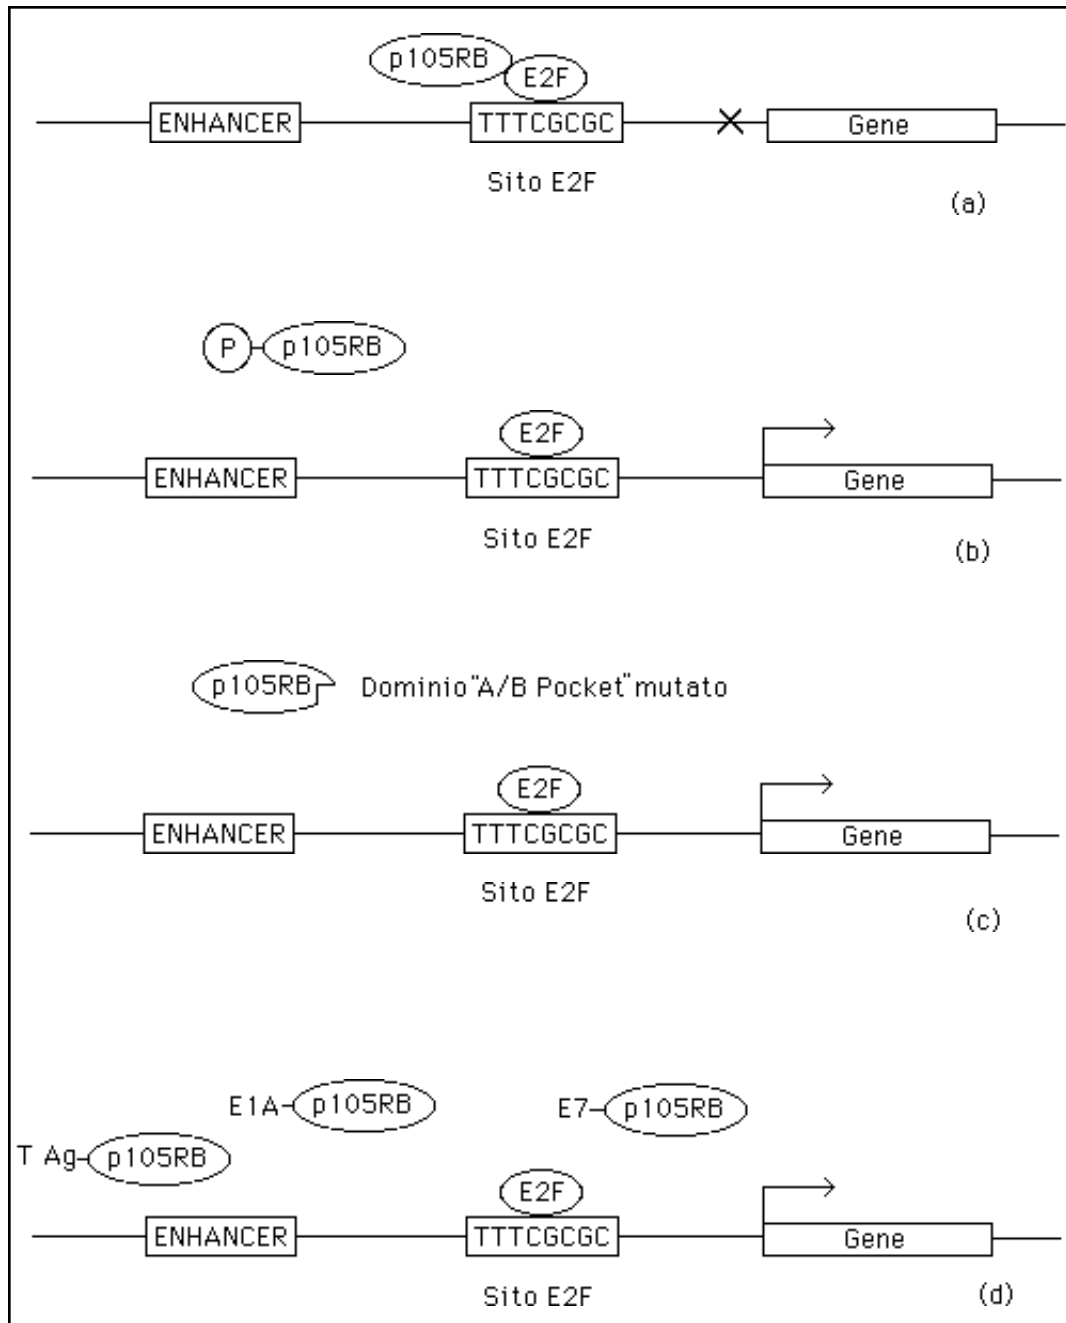 p105RB
E2F
ENHANCER TTTCGCGC Gene
Sito E2F
(a)
P p105RB
E2F
ENHANCER TTTCGCGC Gene
Sito E2F
(b)
p105RB Dominio "A/B Pocket" mutato
E2F
ENHANCER TTTCGCGC Gene
Sito E2F
(c)
E1A p105RB E7 p105RB
T Ag p105RB
E2F
ENHANCER TTTCGCGC Gene
Sito E2F
(d)